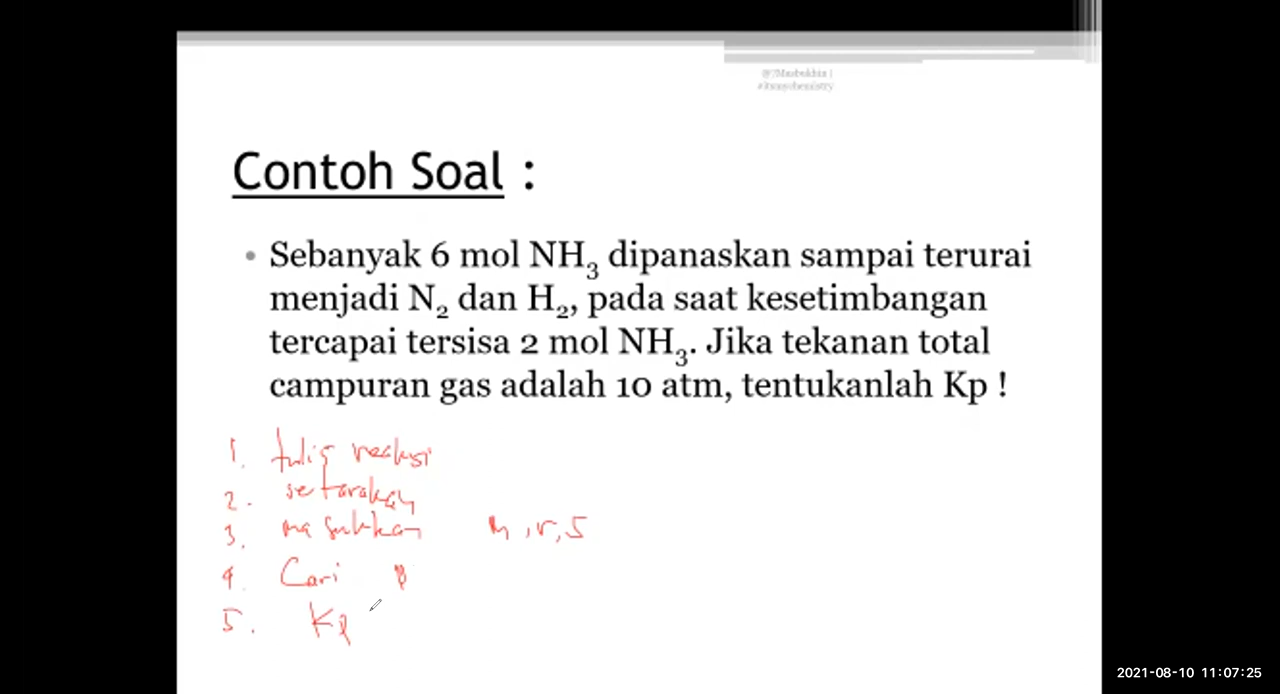 @7Masbukhin |
#itsmychemistry
Contoh Soal :
• Sebanyak 6 mol NH₃ dipanaskan sampai terurai
menjadi N₂ dan H₂, pada saat kesetimbangan
tercapai tersisa 2 mol NH₃. Jika tekanan total
campuran gas adalah 10 atm, tentukanlah Kp !
1. tulis reaksi
2. setarakan
3. masukkan m, r, s
4. Cari P
5. Kp
2021-08-10 11:07:25